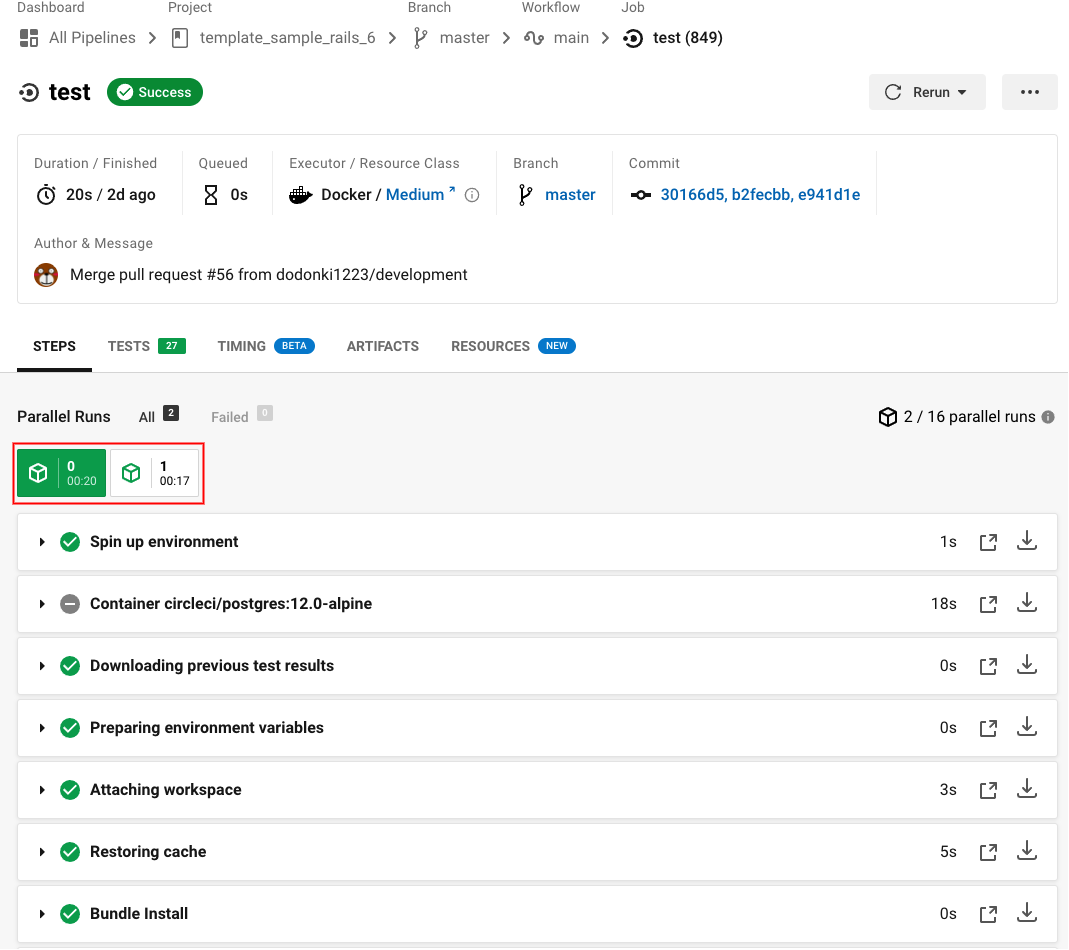 Dashboard Project Branch Workflow Job
All Pipelines template_sample_rails_6 master main test (849)
test Success Rerun
Duration / Finished Queued Executor / Resource Class Branch Commit
20s / 2d ago 0s Docker / Medium master 30166d5, b2fecbb, e941d1e
Author & Message
Merge pull request #56 from dodonki1223/development
STEPS TESTS 27 TIMING BETA ARTIFACTS RESOURCES NEW
Parallel Runs All 2 Failed 0 2 / 16 parallel runs
0 1
00:20 00:17
Spin up environment 1s
Container circleci/postgres:12.0-alpine 18s
Downloading previous test results 0s
Preparing environment variables 0s
Attaching workspace 3s
Restoring cache 5s
Bundle Install 0s